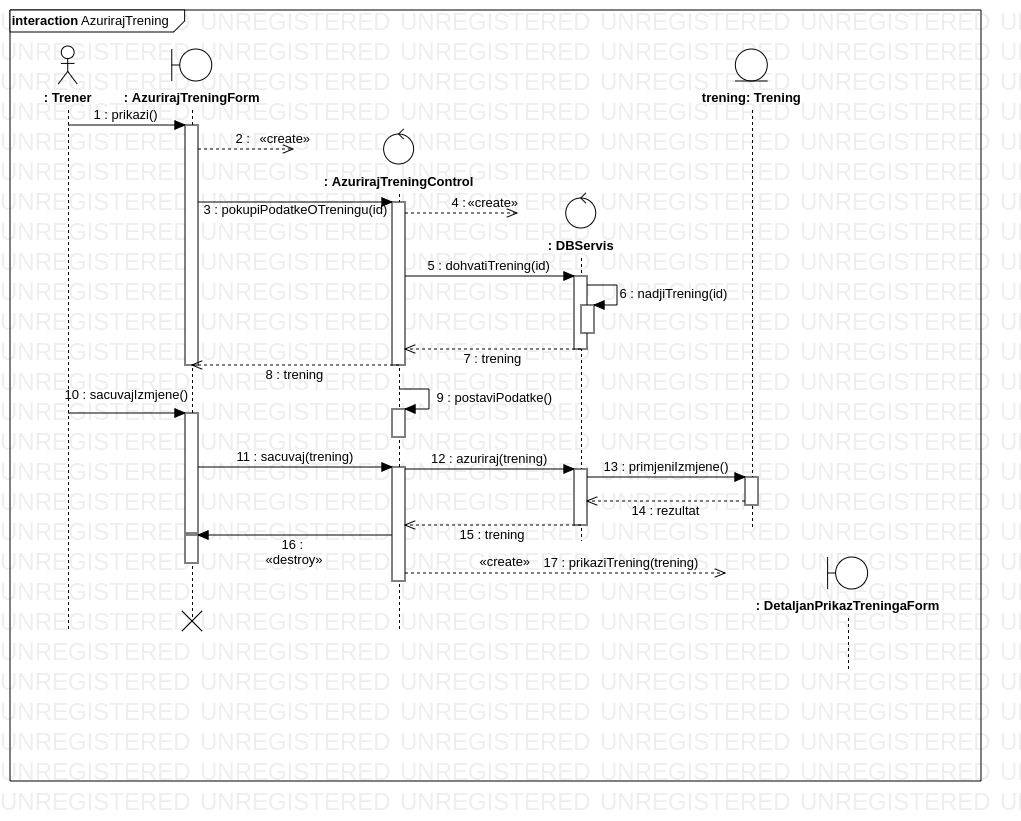 interaction AzurirajTrening
: Trener
: AzurirajTreningForm
trening: Trening
1 : prikazi()
2 : «create»
: AzurirajTreningControl
3 : pokupiPodatkeOTreningu(id)
4 : «create»
: DBServis
5 : dohvatiTrening(id)
6 : nadjiTrening(id)
7 : trening
8 : trening
9 : postaviPodatke()
10 : sacuvajIzmjene()
11 : sacuvaj(trening)
12 : azuriraj(trening)
13 : primjeniIzmjene()
14 : rezultat
15 : trening
16 :
«destroy»
«create» 17 : prikaziTrening(trening)
: DetaljanPrikazTreningaForm
UNREGISTERED